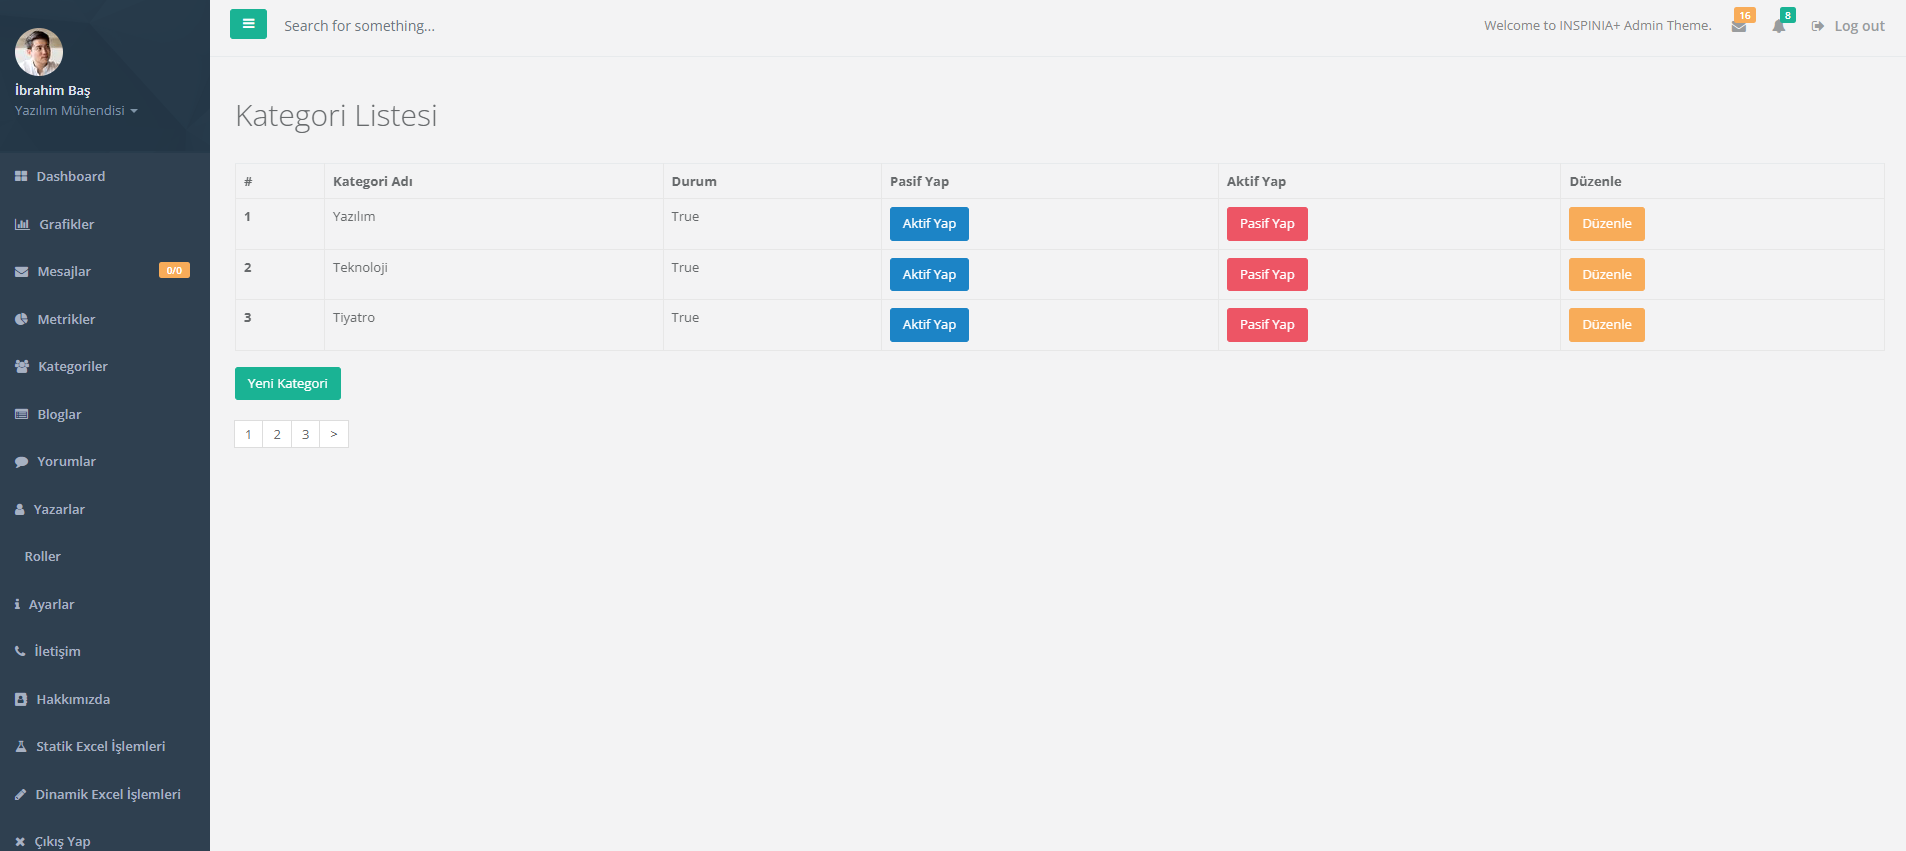 İbrahim Baş
Yazılım Mühendisi
Dashboard
Grafikler
Mesajlar 0/0
Metrikler
Kategoriler
Bloglar
Yorumlar
Yazarlar
Roller
Ayarlar
İletişim
Hakkımızda
Statik Excel İşlemleri
Dinamik Excel İşlemleri
Çıkış Yap
Search for something...
Welcome to INSPINIA+ Admin Theme. 16 8 Log out
Kategori Listesi
# Kategori Adı Durum Pasif Yap Aktif Yap Düzenle
1 Yazılım True Aktif Yap Pasif Yap Düzenle
2 Teknoloji True Aktif Yap Pasif Yap Düzenle
3 Tiyatro True Aktif Yap Pasif Yap Düzenle
Yeni Kategori
1 2 3 >